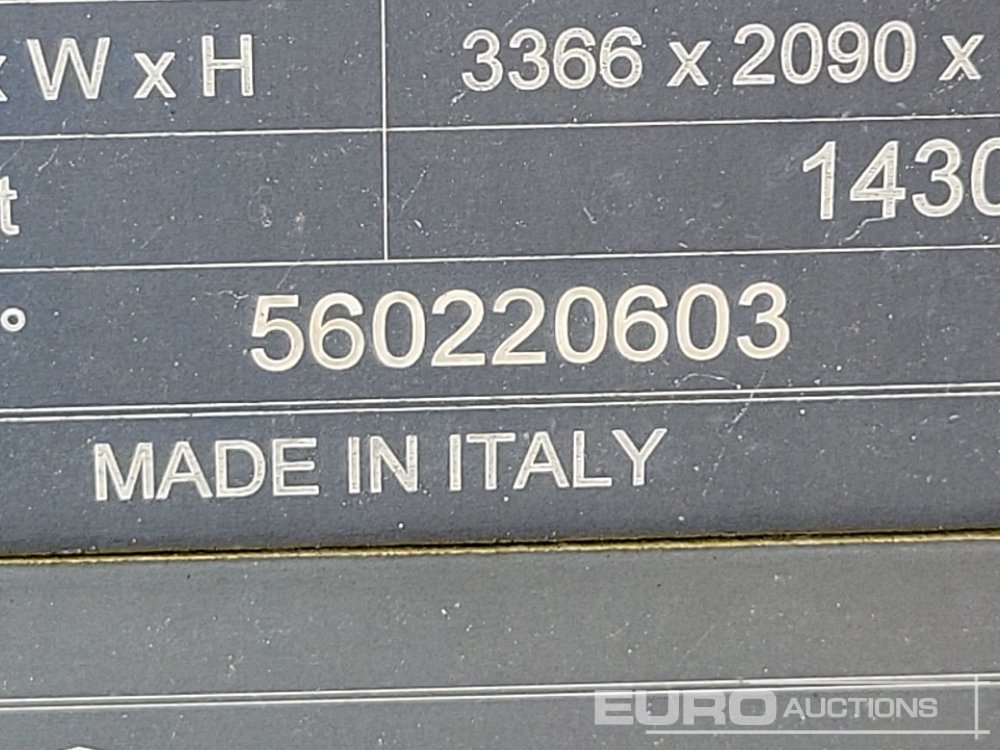 x W x H 3366 x 2090 x
t 1430
° 560220603
MADE IN ITALY
EURO AUCTIONS